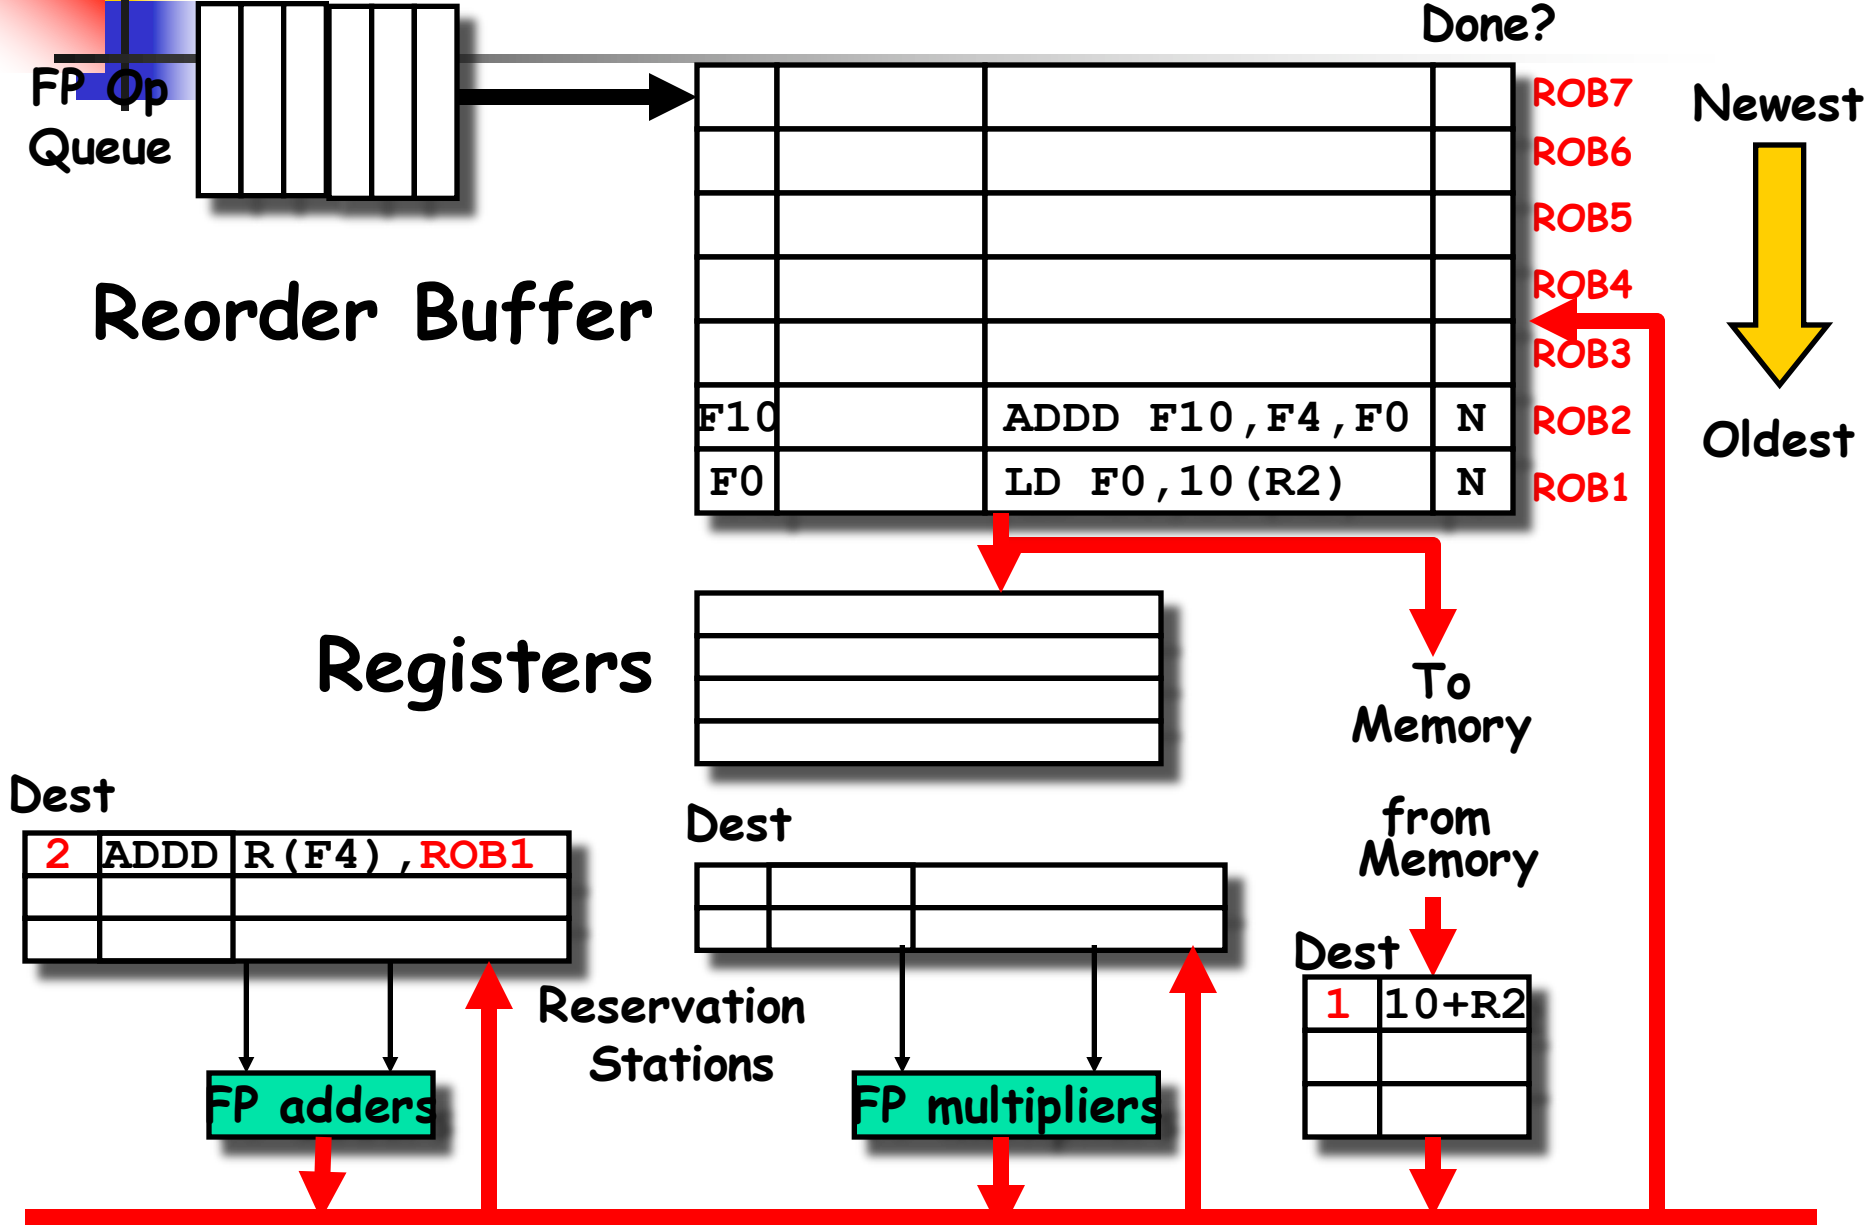 Done?
FP Op
Queue
ROB7
Newest
ROB6
ROB5
Reorder Buffer
ROB4
ROB3
F10 ADDD F10,F4,F0 N ROB2
Oldest
F0 LD F0,10(R2) N ROB1
Registers
To
Memory
Dest
2 ADDD R(F4),ROB1
Dest
from
Memory
Dest
1 10+R2
Reservation
Stations
FP adders
FP multipliers